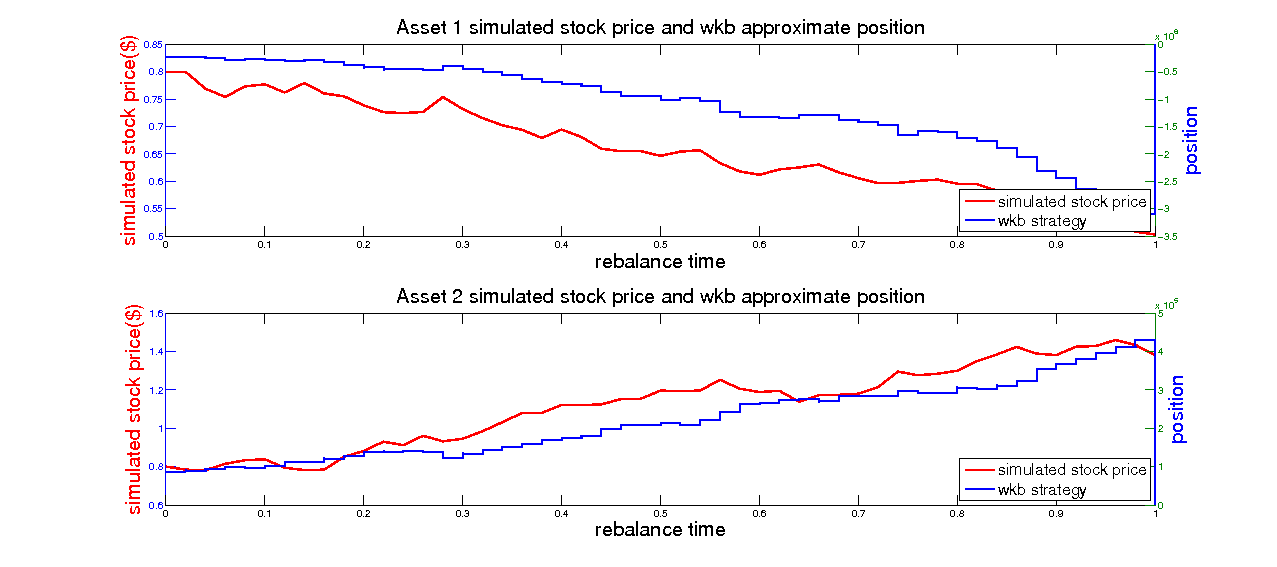 Asset 1 simulated stock price and wkb approximate position
simulated stock price($)
0.85
0.8
0.75
0.7
0.65
0.6
0.55
0.5
x 10
0
−0.5
−1
−1.5
−2
−2.5
−3
−3.5
position
simulated stock price
wkb strategy
0 0.1 0.2 0.3 0.4 0.5 0.6 0.7 0.8 0.9 1
rebalance time
Asset 2 simulated stock price and wkb approximate position
simulated stock price($)
1.6
1.4
1.2
1
0.8
0.6
x 10
5
4
3
2
1
0
position
simulated stock price
wkb strategy
0 0.1 0.2 0.3 0.4 0.5 0.6 0.7 0.8 0.9 1
rebalance time